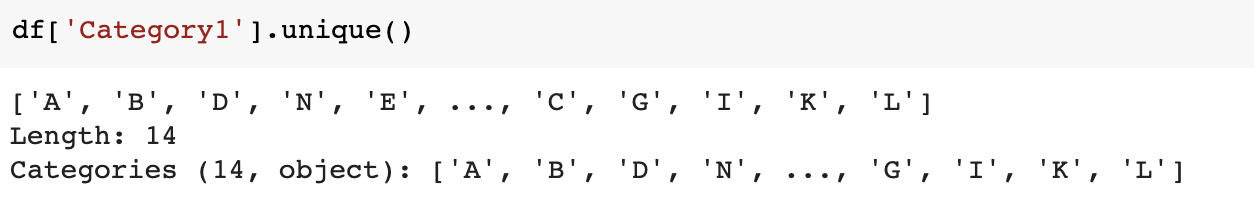 df['Category1'].unique()
['A', 'B', 'D', 'N', 'E', ..., 'C', 'G', 'I', 'K', 'L']
Length: 14
Categories (14, object): ['A', 'B', 'D', 'N', ..., 'G', 'I', 'K', 'L']